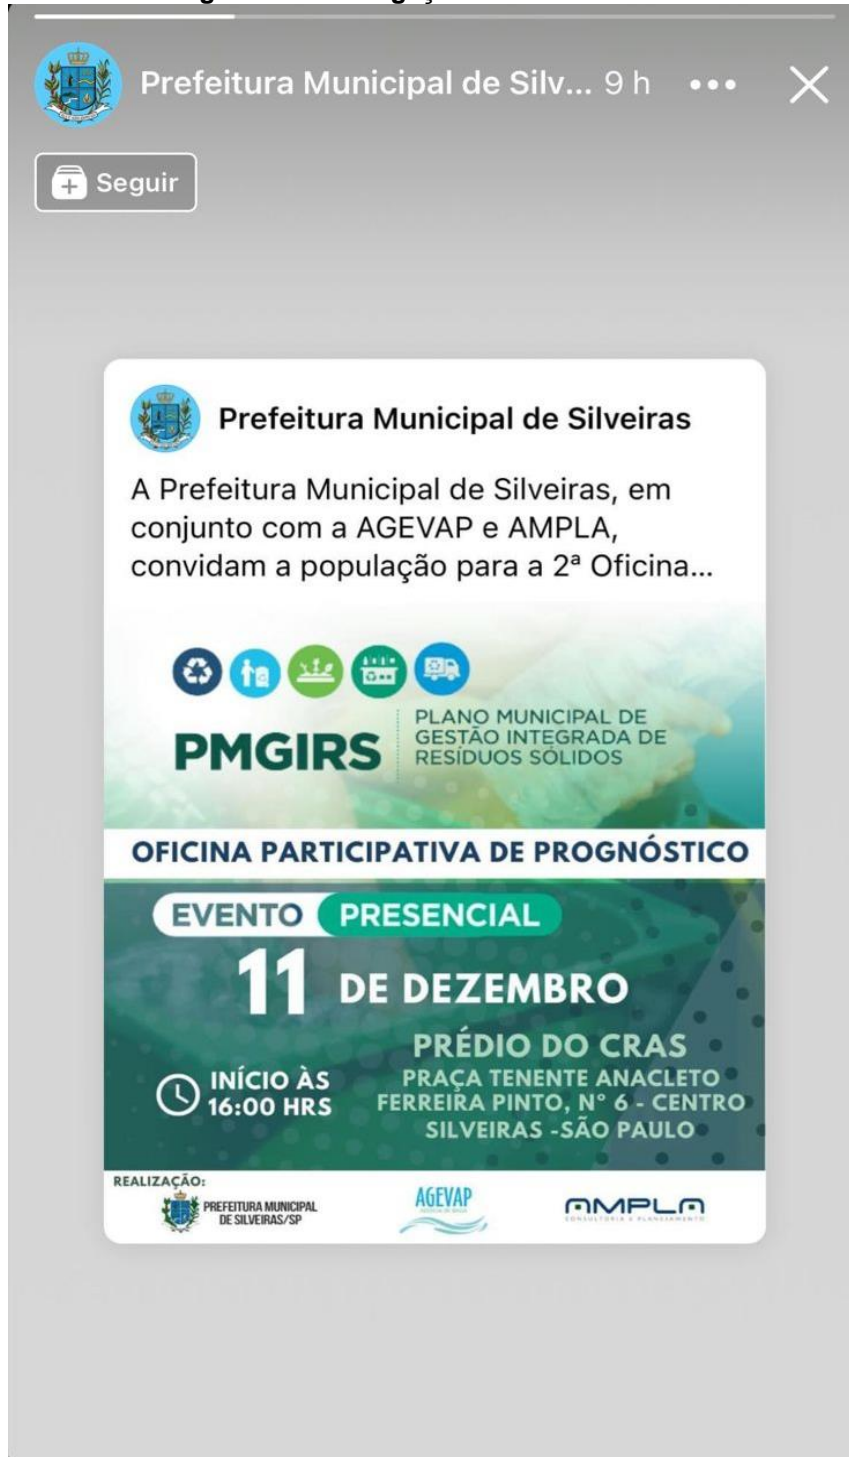 Prefeitura Municipal de Silv... 9 h
Seguir
Prefeitura Municipal de Silveiras
A Prefeitura Municipal de Silveiras, em
conjunto com a AGEVAP e AMPLA,
convidam a população para a 2ª Oficina...
PMGIRS
PLANO MUNICIPAL DE
GESTÃO INTEGRADA DE
RESÍDUOS SÓLIDOS
OFICINA PARTICIPATIVA DE PROGNÓSTICO
EVENTO PRESENCIAL
11 DE DEZEMBRO
INÍCIO ÀS
16:00 HRS
PRÉDIO DO CRAS
PRAÇA TENENTE ANACLETO
FERREIRA PINTO, Nº 6 - CENTRO
SILVEIRAS -SÃO PAULO
REALIZAÇÃO:
PREFEITURA MUNICIPAL
DE SILVEIRAS/SP
AGEVAP
AMPLA
CONSULTORIA E PLANEJAMENTO